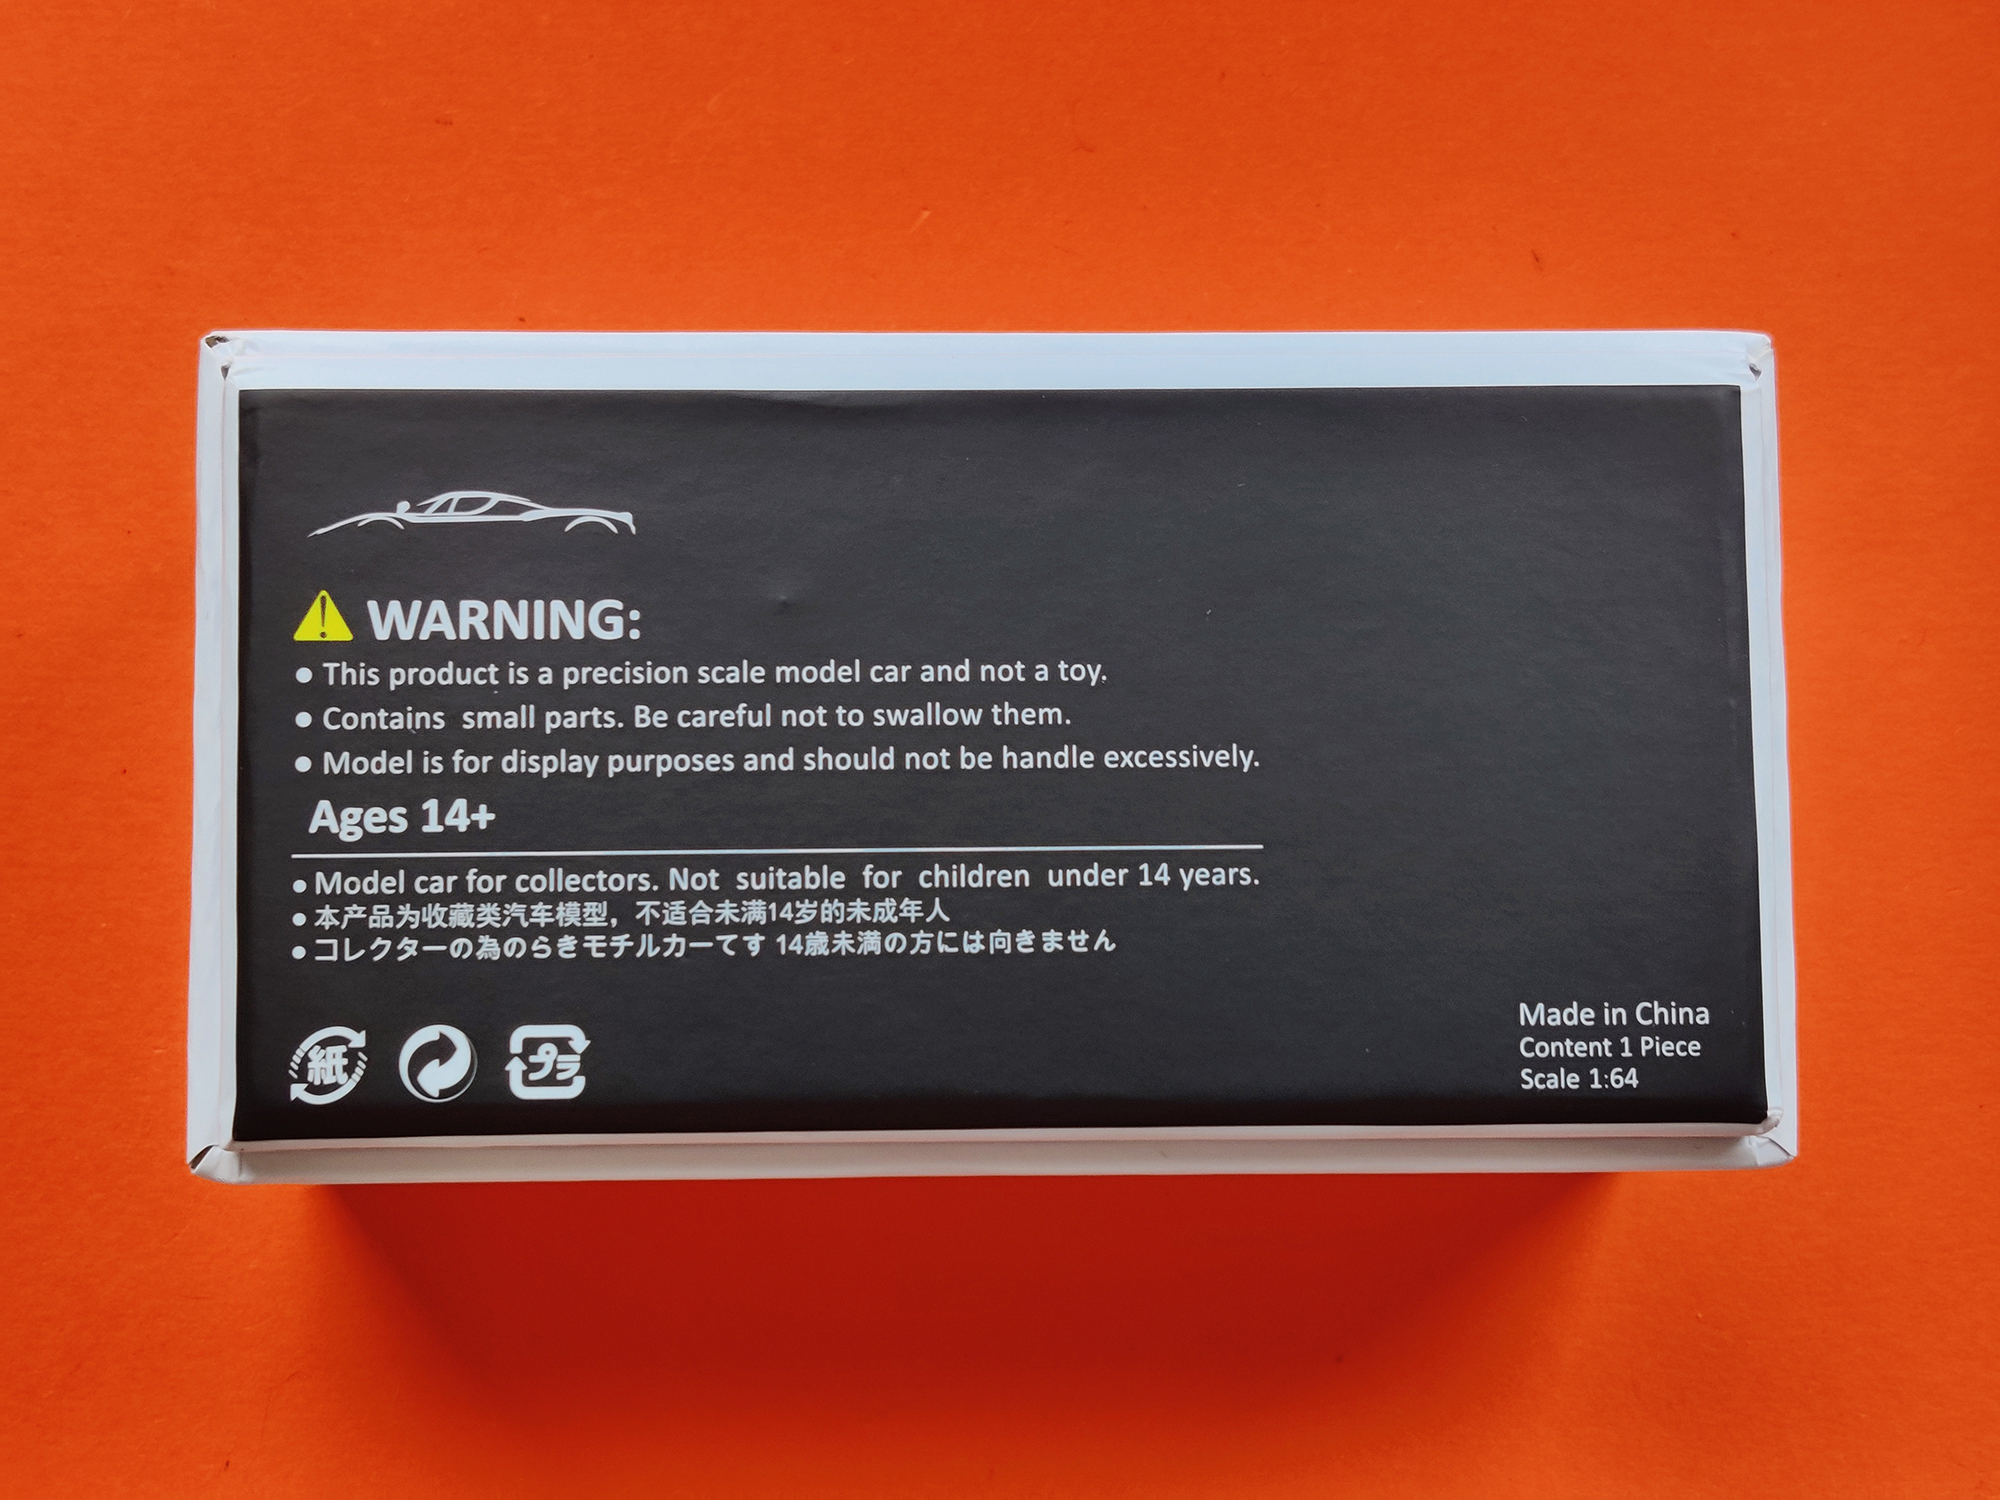 WARNING:
● This product is a precision scale model car and not a toy.
● Contains small parts. Be careful not to swallow them.
● Model is for display purposes and should not be handle excessively.
Ages 14+
● Model car for collectors. Not suitable for children under 14 years.
● 本产品为收藏类汽车模型，不适合未满14岁的未成年人
● コレクターの為のらきモチルカーてす 14歳未満の方には向きません
紙
プラ
Made in China
Content 1 Piece
Scale 1:64